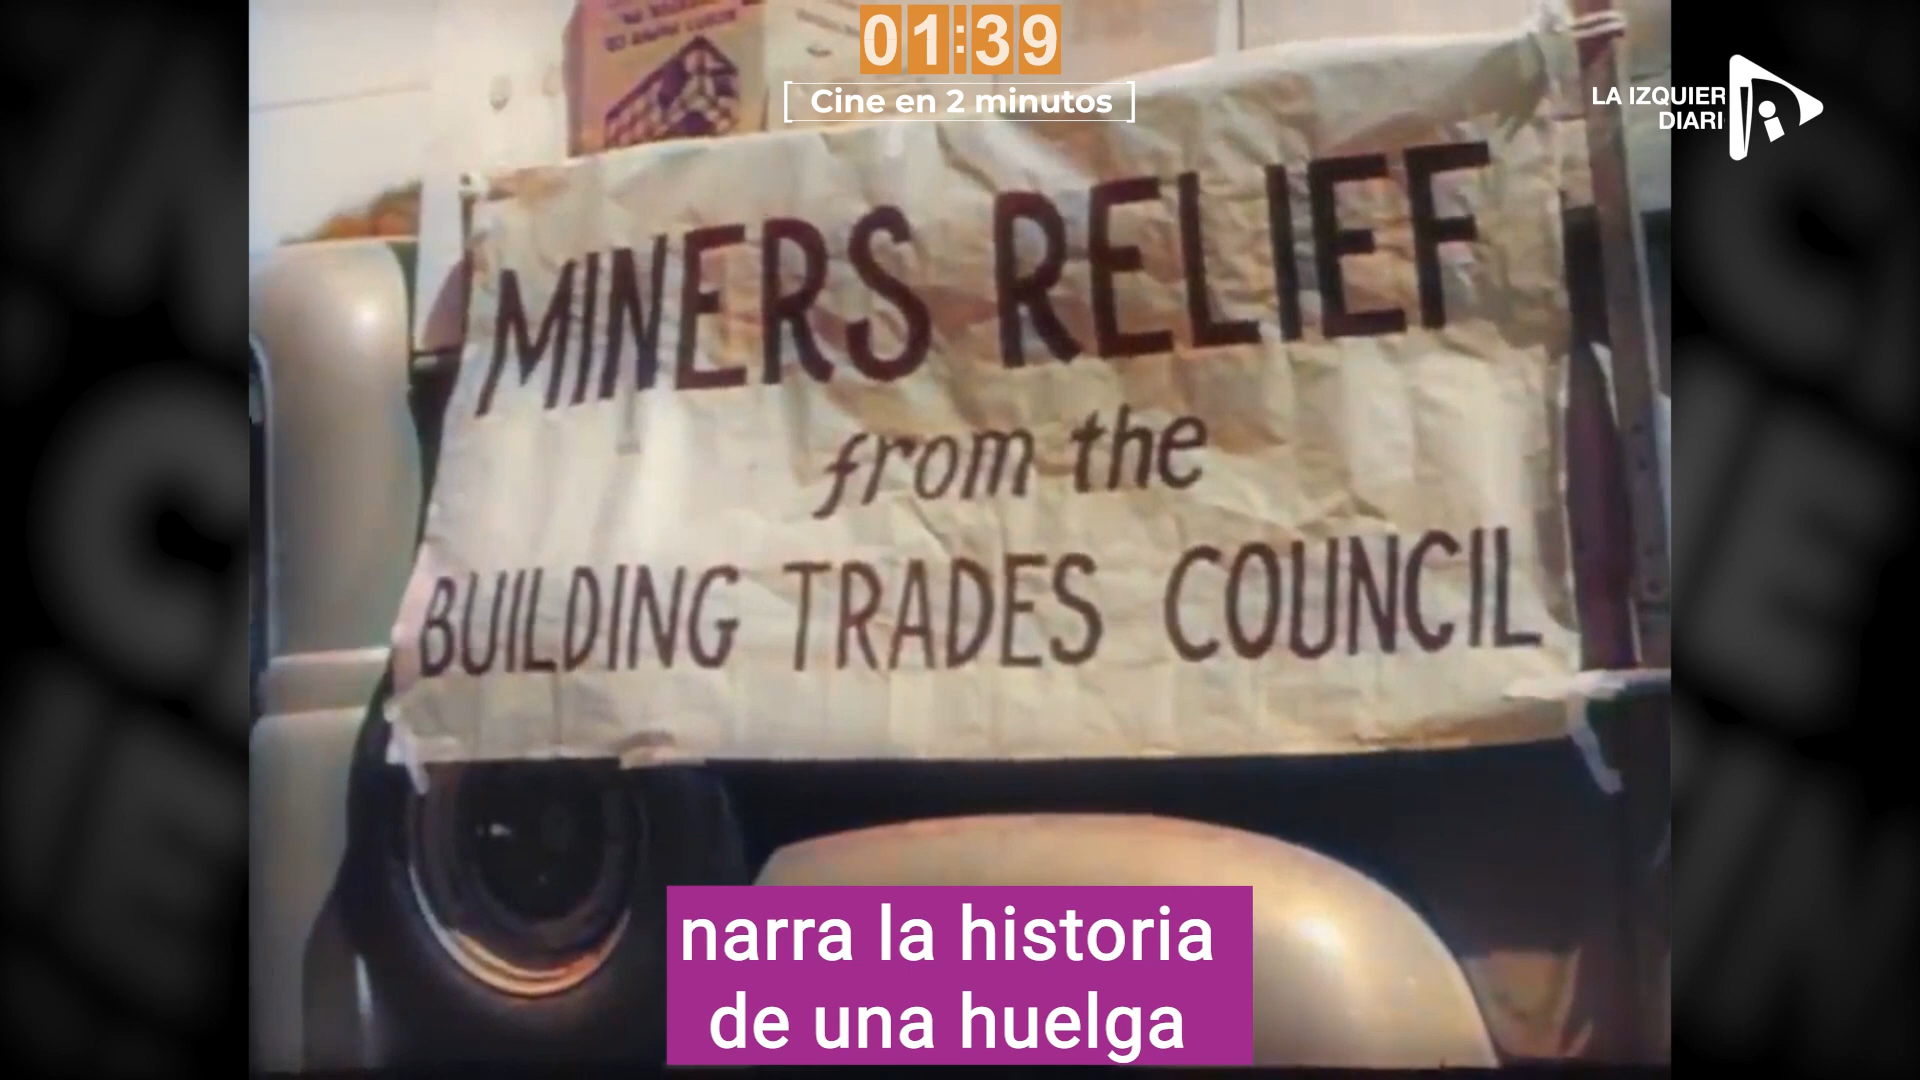 01:39
Cine en 2 minutos
LA IZQUIER
DIARI
MINERS RELIEF
from the
BUILDING TRADES COUNCIL
narra la historia
de una huelga